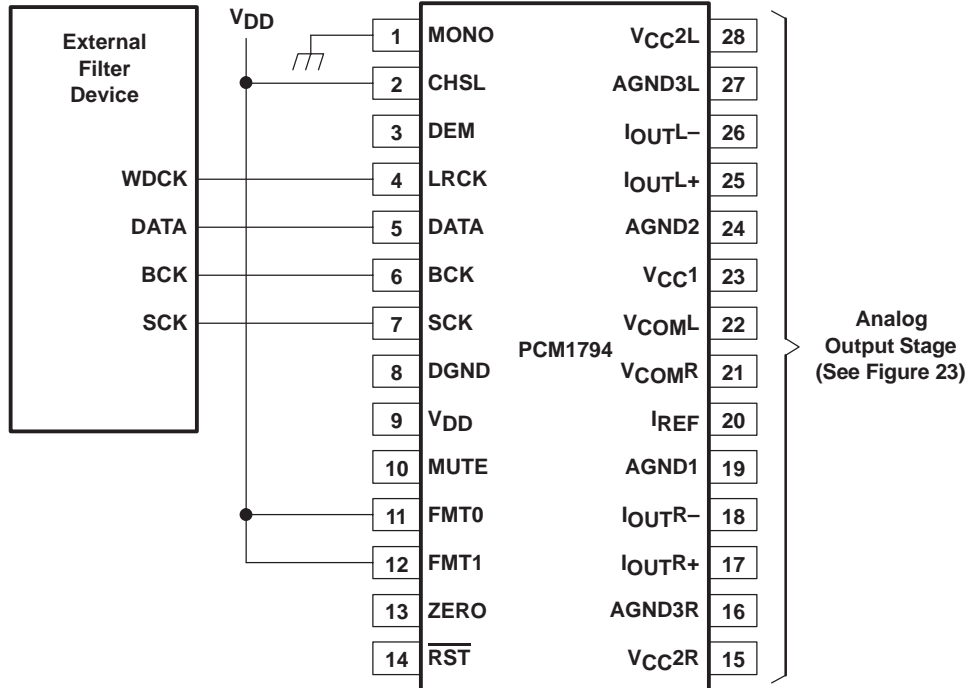 VDD
External
Filter
Device
WDCK
DATA
BCK
SCK
1 MONO
2 CHSL
3 DEM
4 LRCK
5 DATA
6 BCK
7 SCK
8 DGND
9 VDD
10 MUTE
11 FMT0
12 FMT1
13 ZERO
14 RST
PCM1794
VCC2L 28
AGND3L 27
IOUTL– 26
IOUTL+ 25
AGND2 24
VCC1 23
VCOML 22
VCOMR 21
IREF 20
AGND1 19
IOUTR– 18
IOUTR+ 17
AGND3R 16
VCC2R 15
Analog
Output Stage
(See Figure 23)